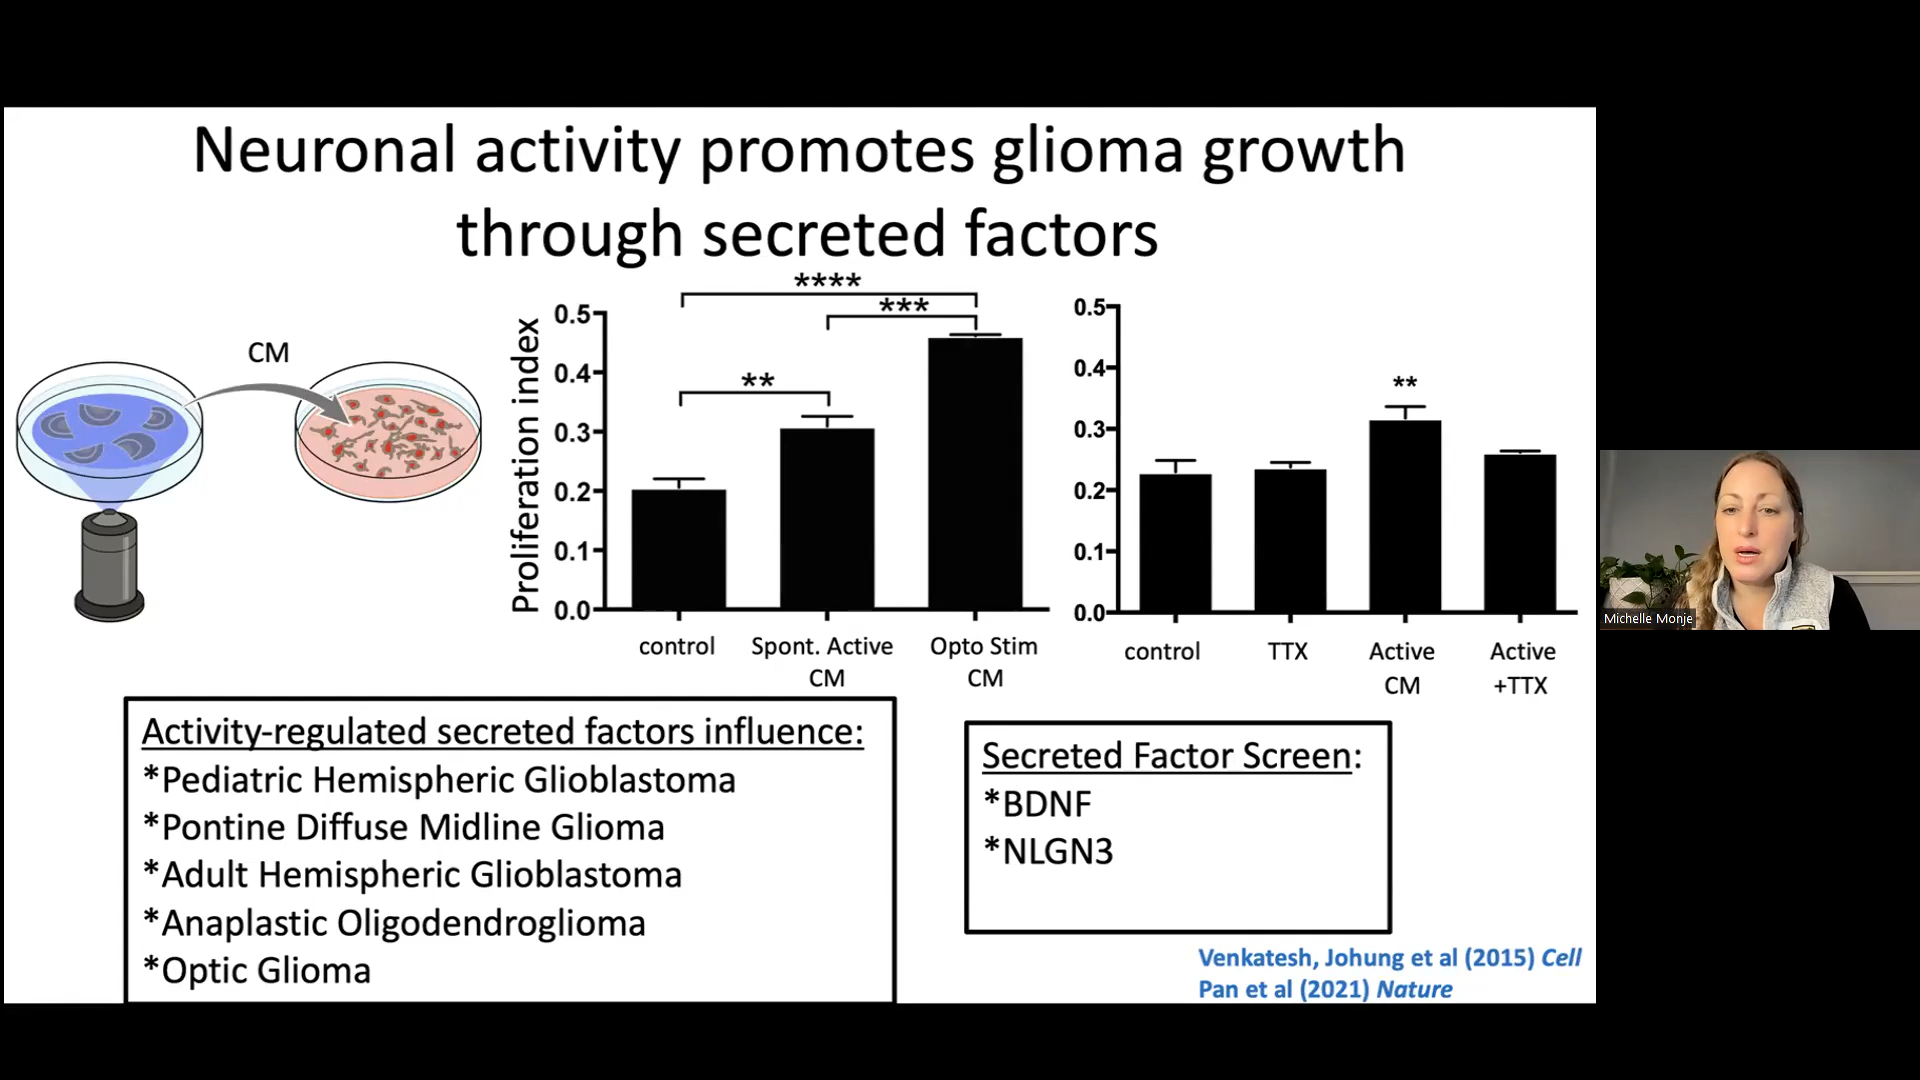 Neuronal activity promotes glioma growth
through secreted factors
CM
Proliferation index
0.5
0.4
0.3
0.2
0.1
0.0
****
***
**
control
Spont. Active
CM
Opto Stim
CM
0.5
0.4
0.3
0.2
0.1
0.0
**
control
TTX
Active
CM
Active
+TTX
Activity-regulated secreted factors influence:
*Pediatric Hemispheric Glioblastoma
*Pontine Diffuse Midline Glioma
*Adult Hemispheric Glioblastoma
*Anaplastic Oligodendroglioma
*Optic Glioma
Secreted Factor Screen:
*BDNF
*NLGN3
Venkatesh, Johung et al (2015) Cell
Pan et al (2021) Nature
Michelle Monje